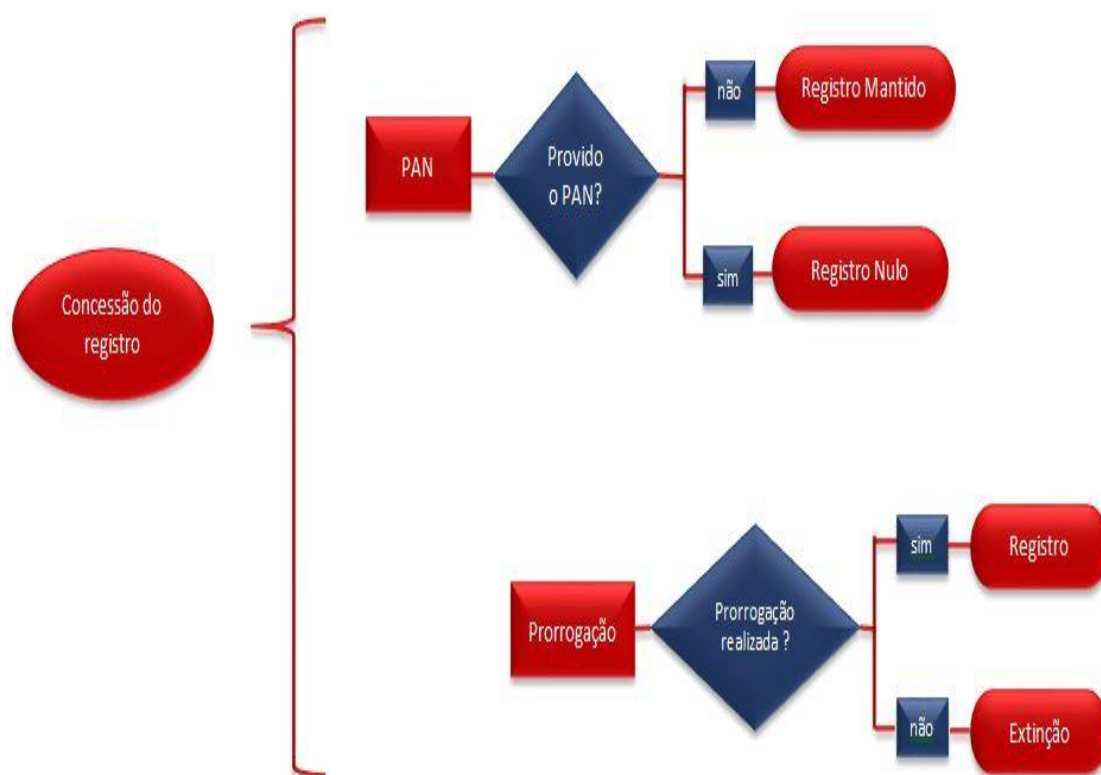 Concessão do
registro
PAN
Provido
o PAN?
não
Registro Mantido
sim
Registro Nulo
Prorrogação
Prorrogação
realizada ?
sim
Registro
não
Extinção